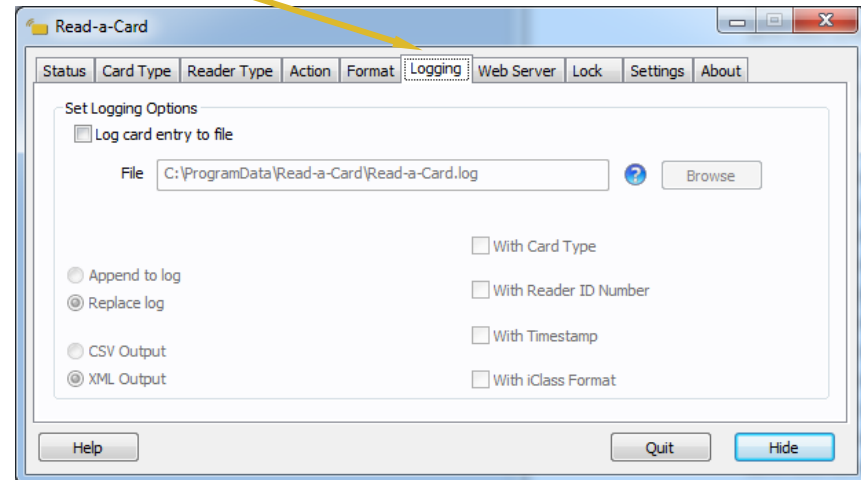 Read-a-Card
Status Card Type Reader Type Action Format Logging Web Server Lock Settings About
Set Logging Options
Log card entry to file
File C:\ProgramData\Read-a-Card\Read-a-Card.log Browse
With Card Type
Append to log
With Reader ID Number
Replace log
With Timestamp
CSV Output
XML Output
With iClass Format
Help Quit Hide